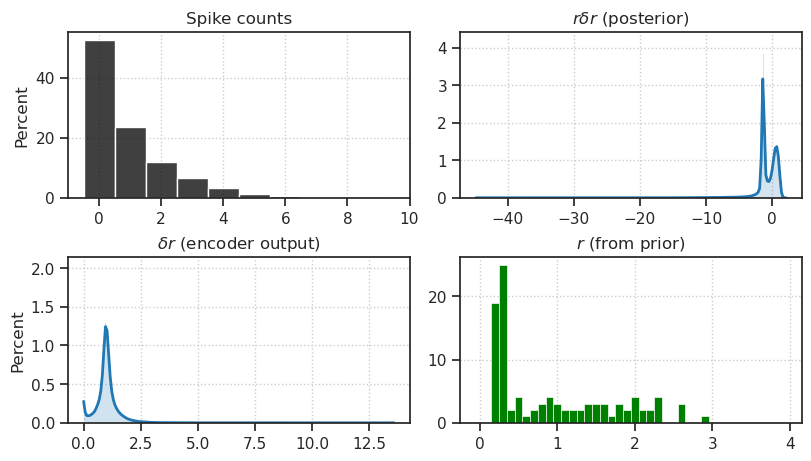 Spike counts
rδr (posterior)
Percent
40
20
0
0 2 4 6 8 10
4
3
2
1
0
−40 −30 −20 −10 0
δr (encoder output)
r (from prior)
Percent
2.0
1.5
1.0
0.5
0.0
0.0 2.5 5.0 7.5 10.0 12.5
20
10
0
0 1 2 3 4